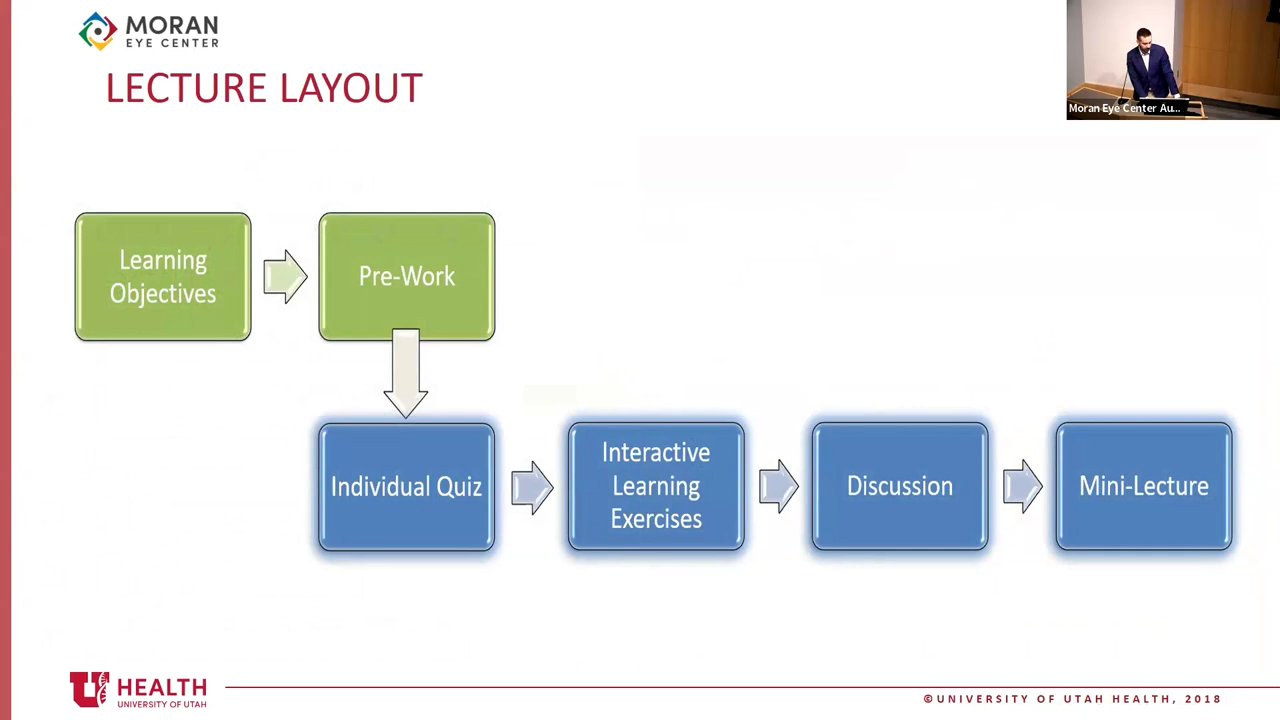 MORAN
EYE CENTER
LECTURE LAYOUT
Moran Eye Center Au...
Learning
Objectives
Pre-Work
Individual Quiz
Interactive
Learning
Exercises
Discussion
Mini-Lecture
U HEALTH
UNIVERSITY OF UTAH
©UNIVERSITY OF UTAH HEALTH, 2018